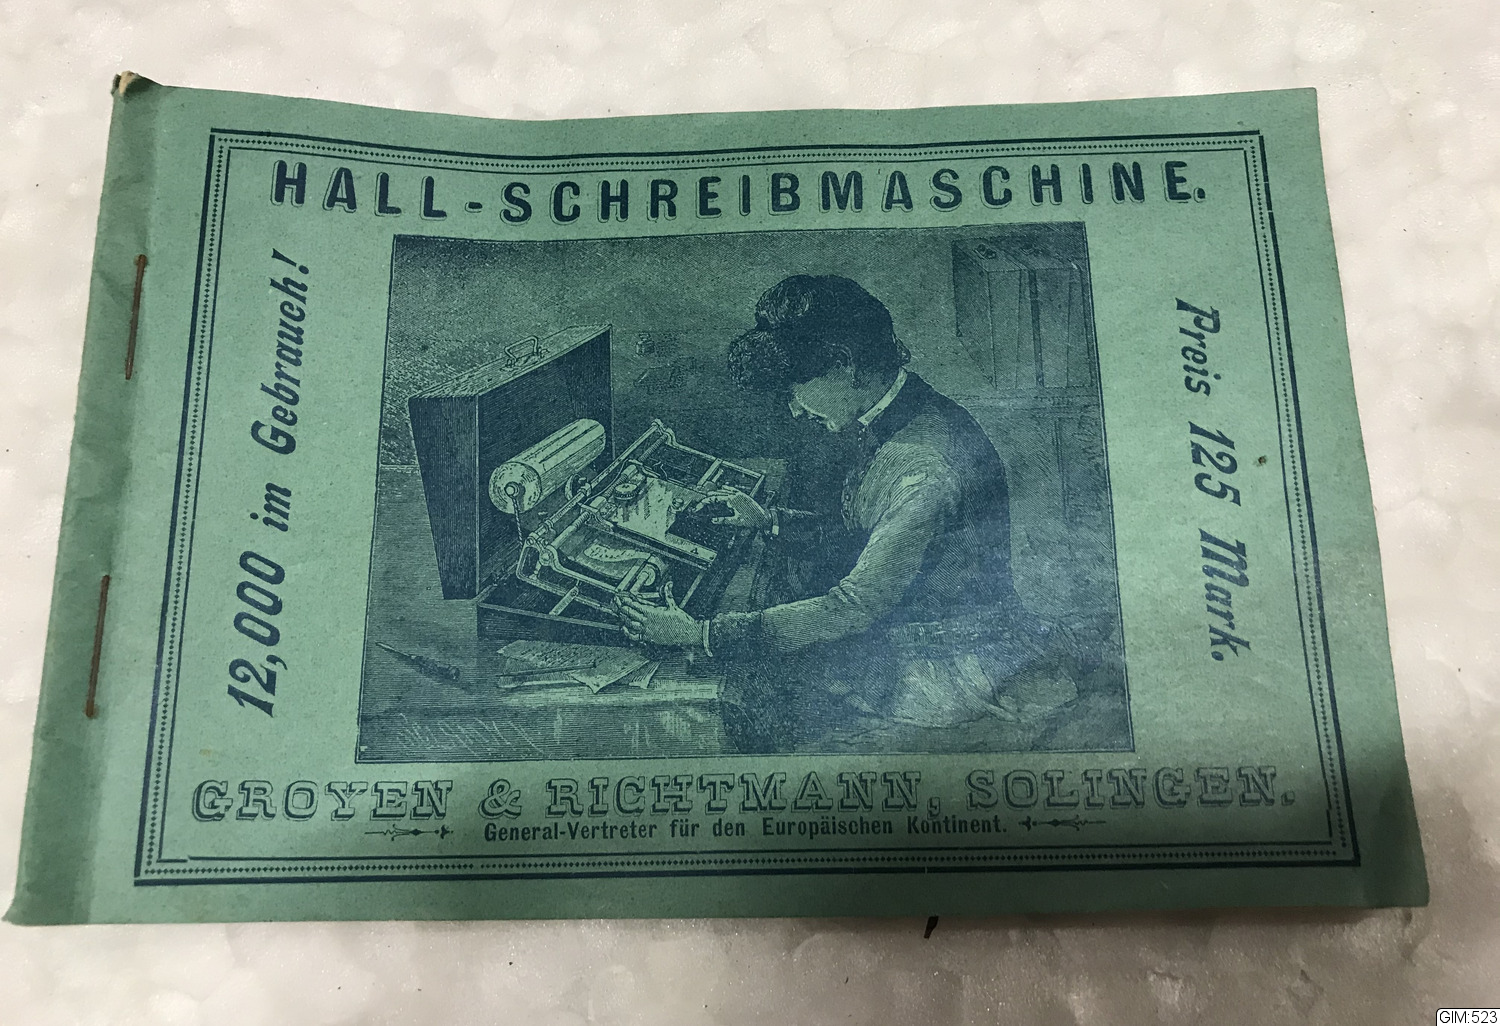 HALL-SCHREIBMASCHINE.
12,000 im Gebrauch!
Preis 125 Mark.
GROYEN & RICHTMANN, SOLINGEN.
General-Vertreter für den Europäischen Kontinent.
GIM:523